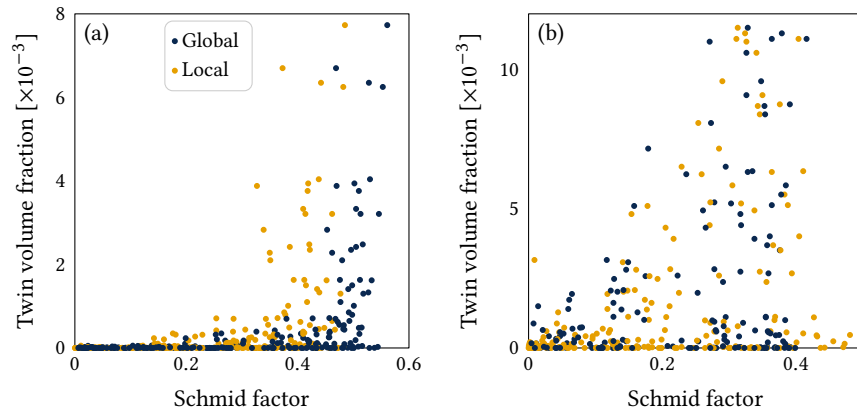 (a)
Global
Local
8
6
4
2
0
Twin volume fraction [×10⁻³]
0
0.2
0.4
0.6
Schmid factor
(b)
10
5
0
Twin volume fraction [×10⁻³]
0
0.2
0.4
Schmid factor